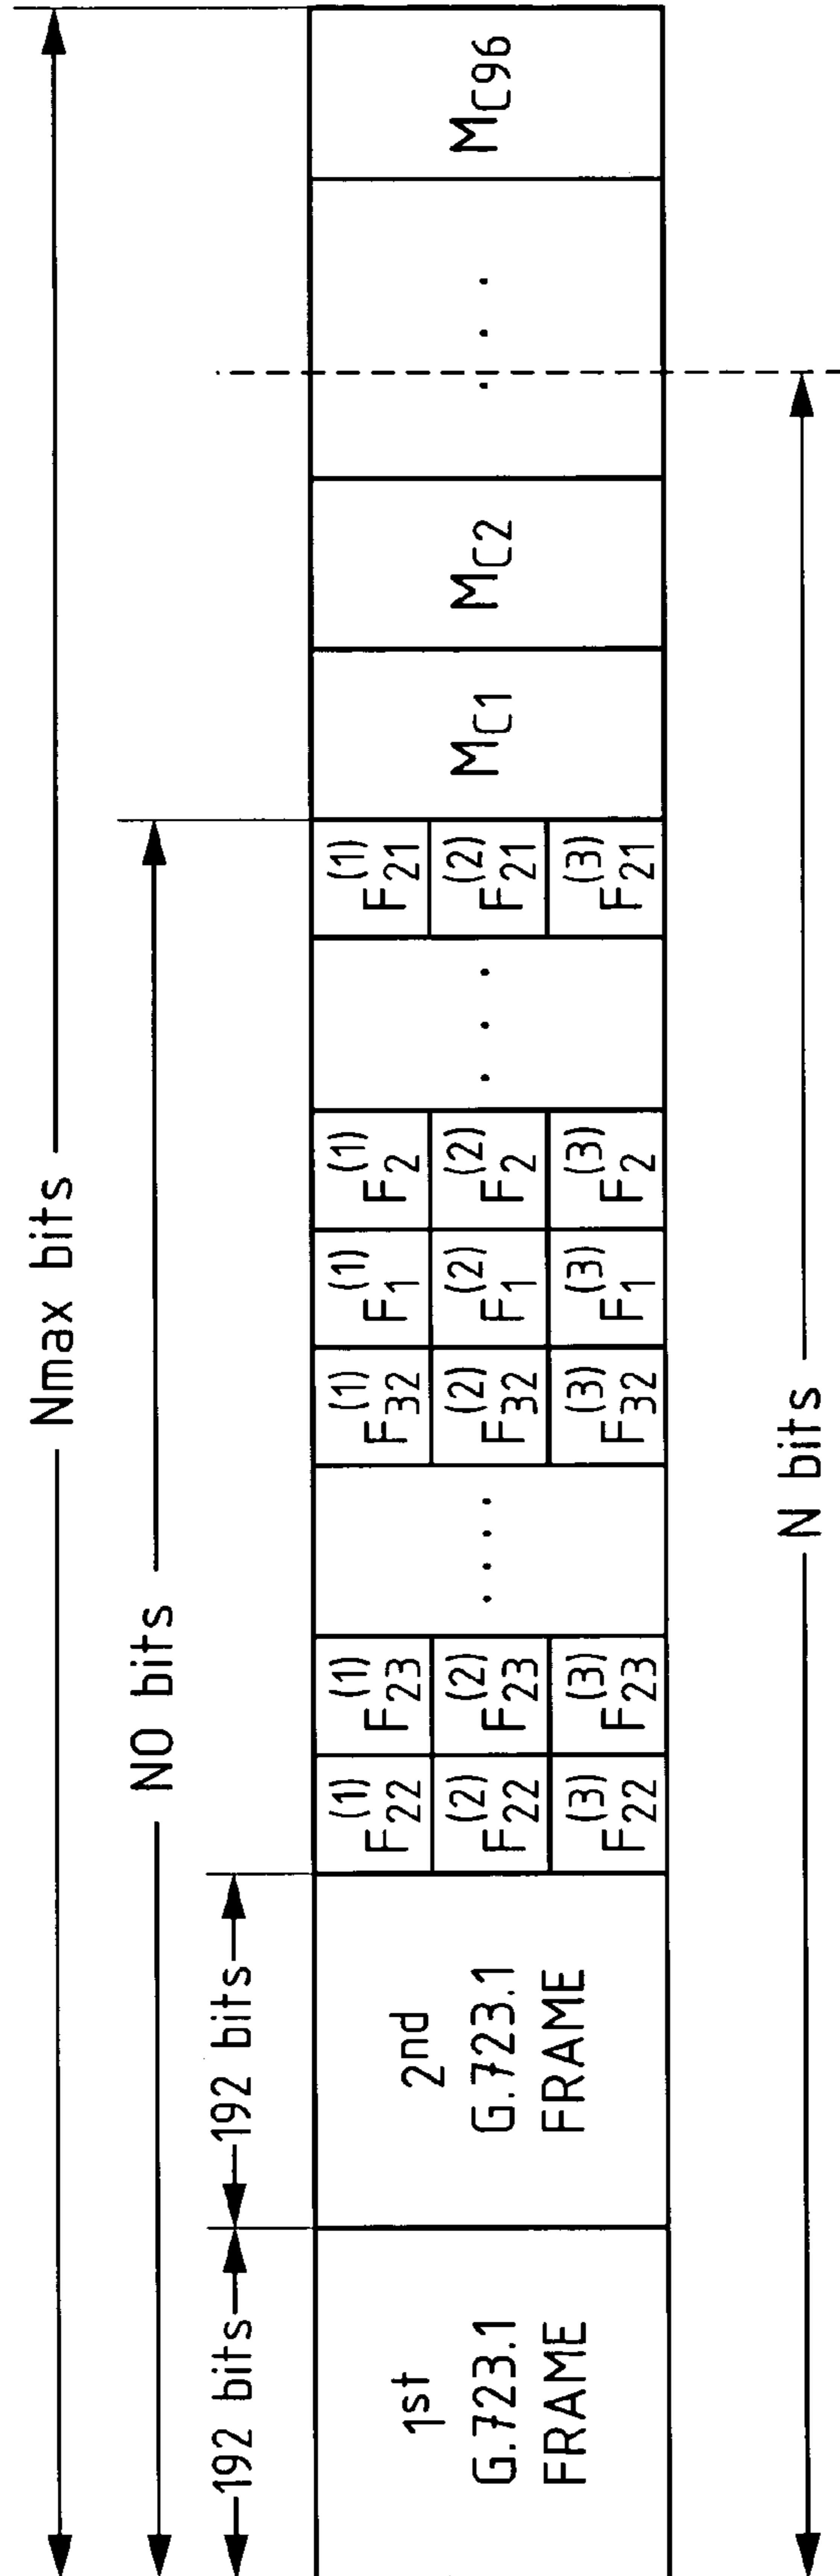 Nmax bits
NO bits
192 bits
192 bits
1st
G.723.1
FRAME
2nd
G.723.1
FRAME
F22(1)
F22(2)
F22(3)
F23(1)
F23(2)
F23(3)
. . . .
F32(1)
F32(2)
F32(3)
F1(1)
F1(2)
F1(3)
F2(1)
F2(2)
F2(3)
. . .
F21(1)
F21(2)
F21(3)
MC1
MC2
. . .
MC96
N bits